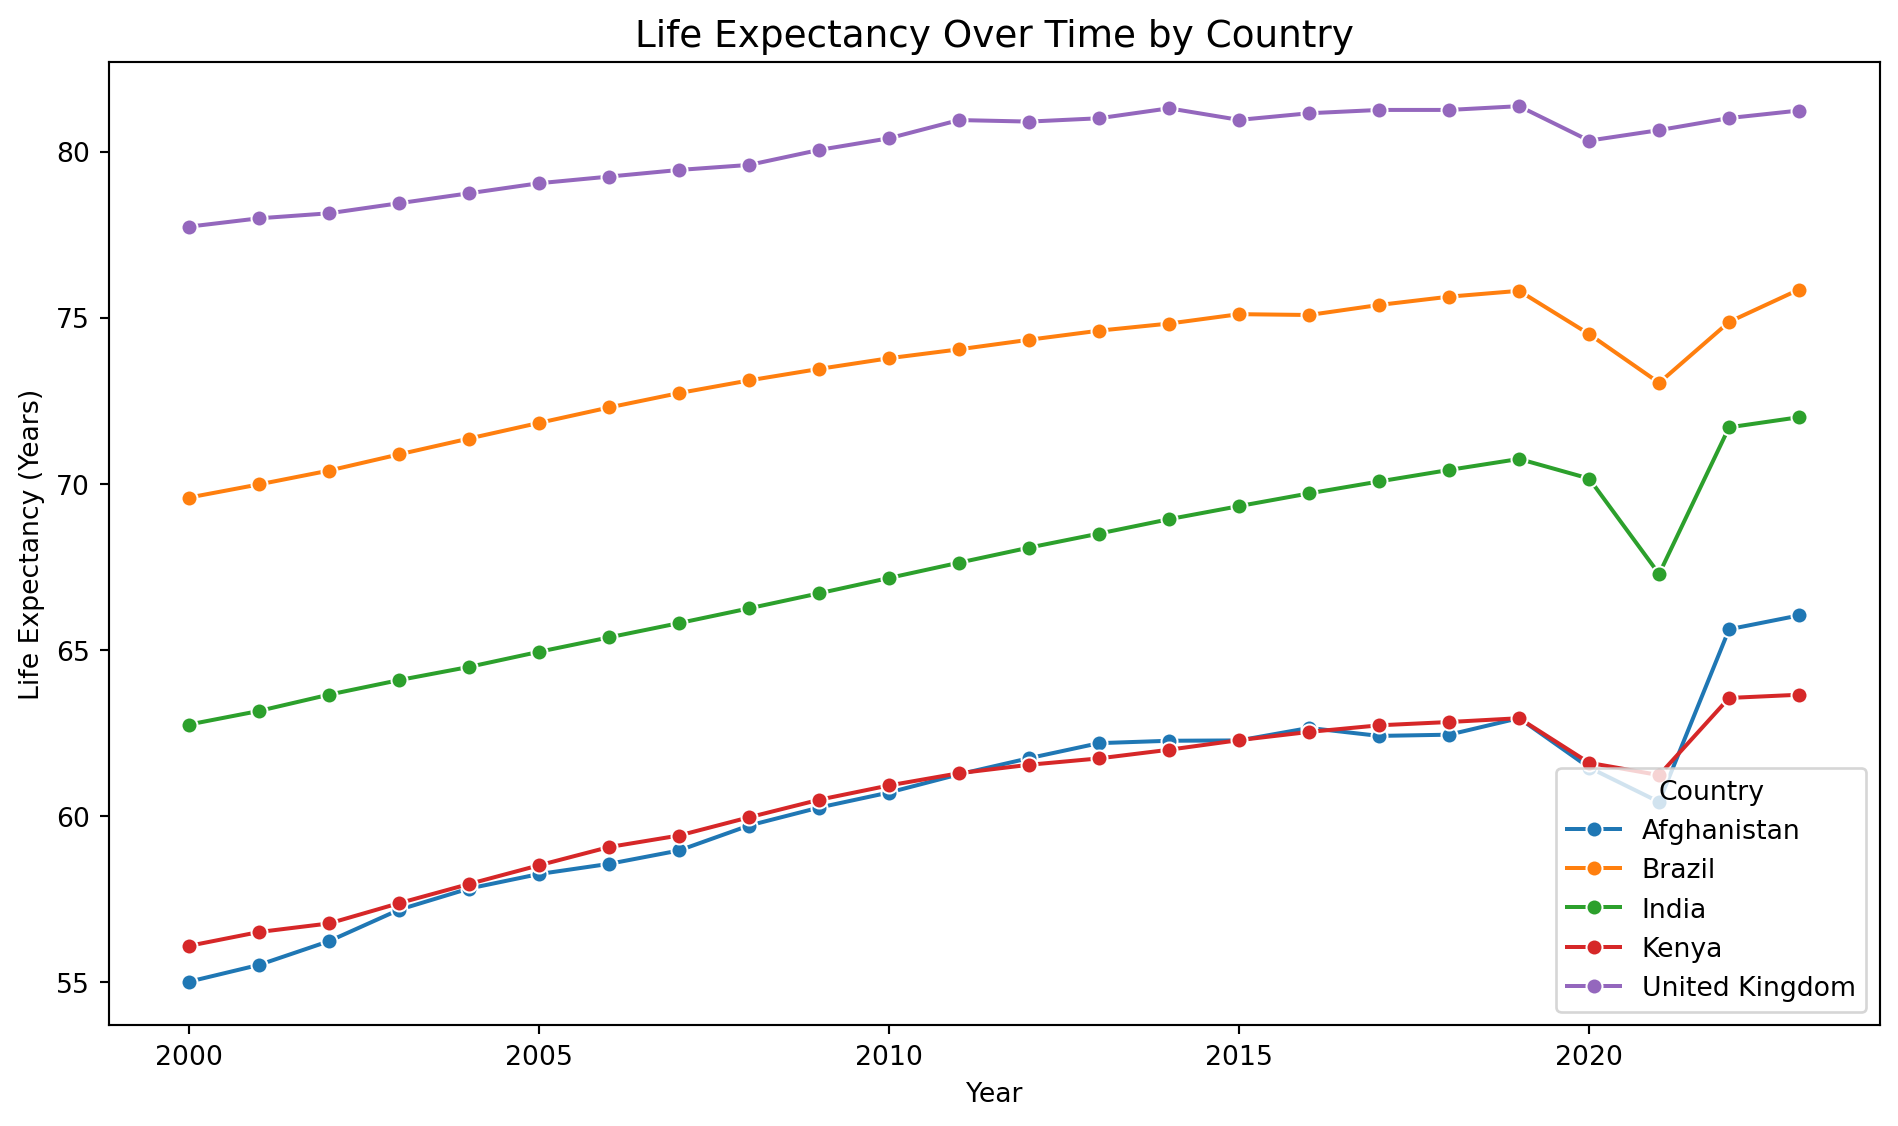 Life Expectancy Over Time by Country
Life Expectancy (Years)
80
75
70
65
60
55
2000 2005 2010 2015 2020
Year
Country
Afghanistan
Brazil
India
Kenya
United Kingdom